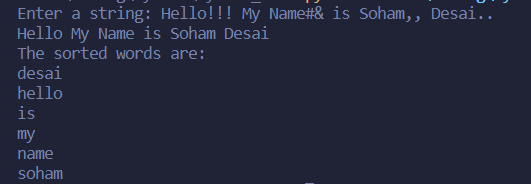 Enter a string: Hello!!! My Name#& is Soham,, Desai..
Hello My Name is Soham Desai
The sorted words are:
desai
hello
is
my
name
soham